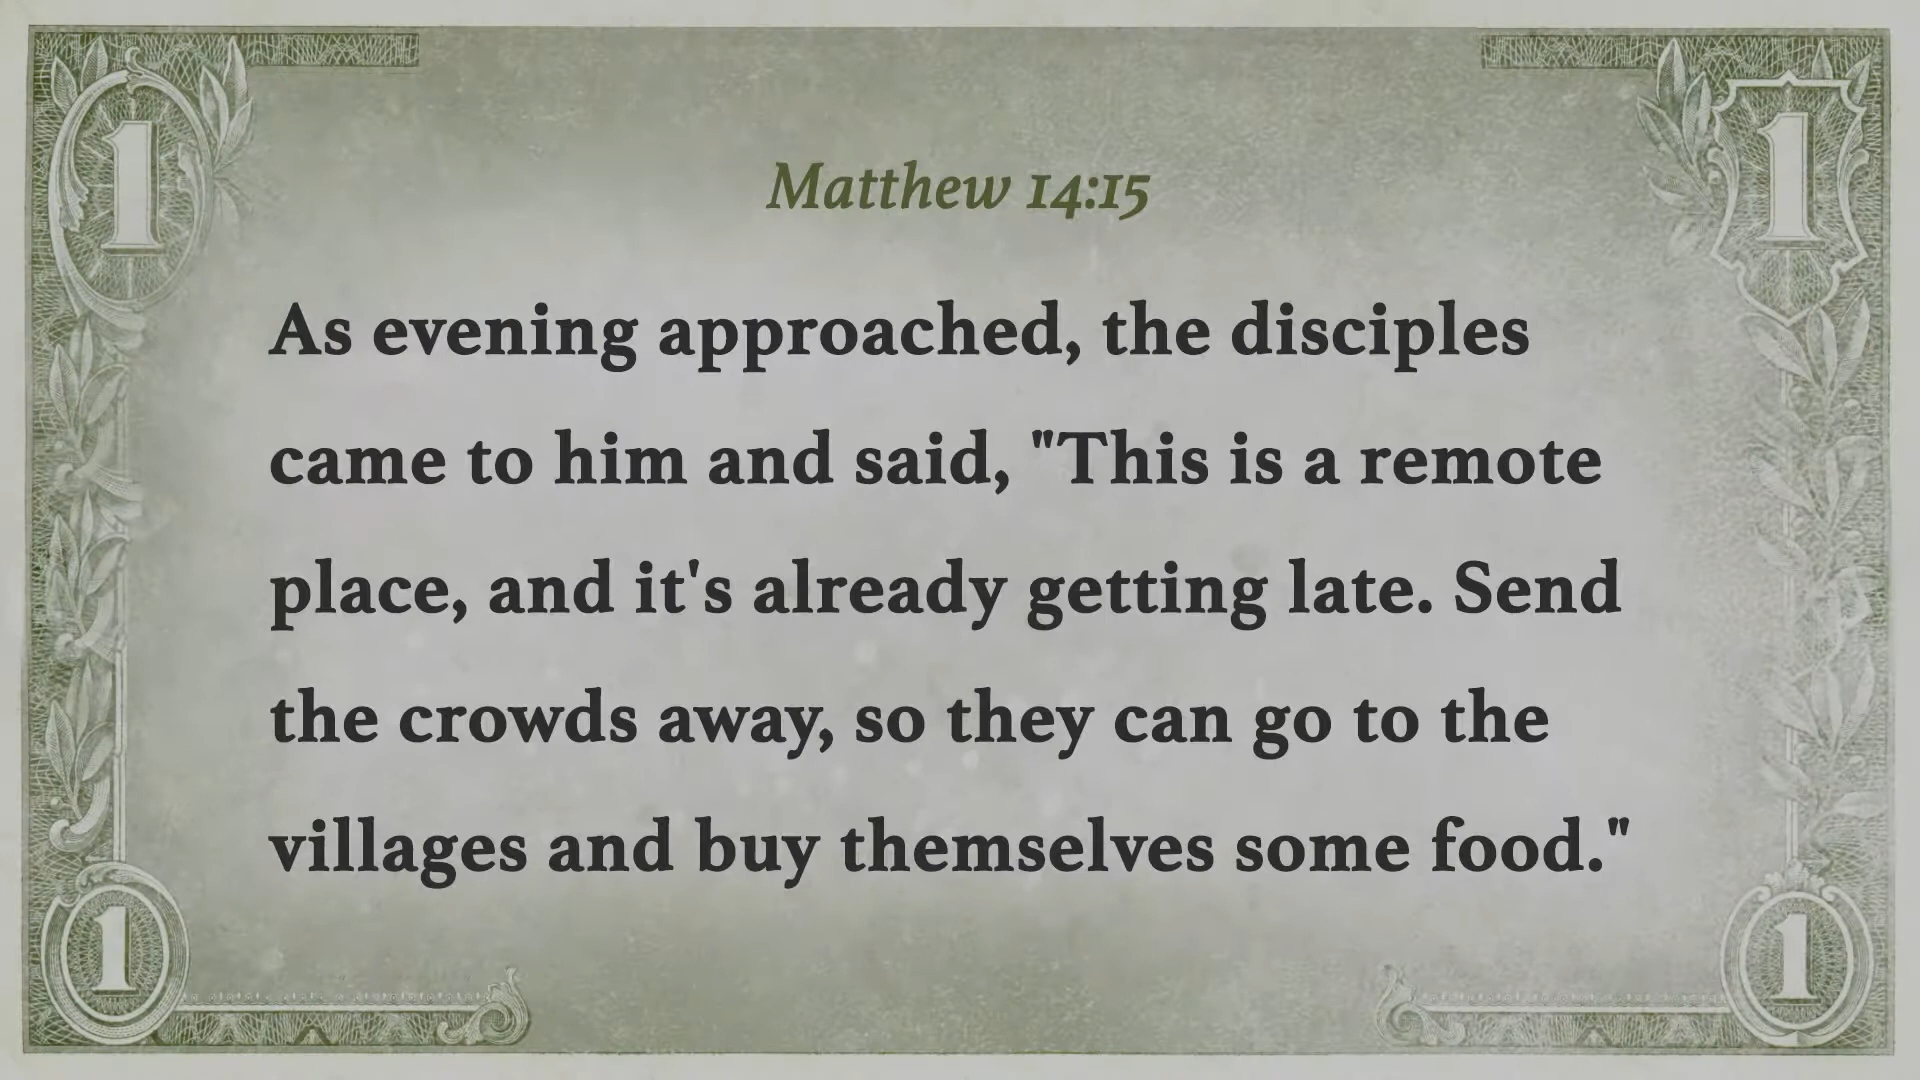 1
1
Matthew 14:15
As evening approached, the disciples
came to him and said, "This is a remote
place, and it's already getting late. Send
the crowds away, so they can go to the
villages and buy themselves some food."
1
1